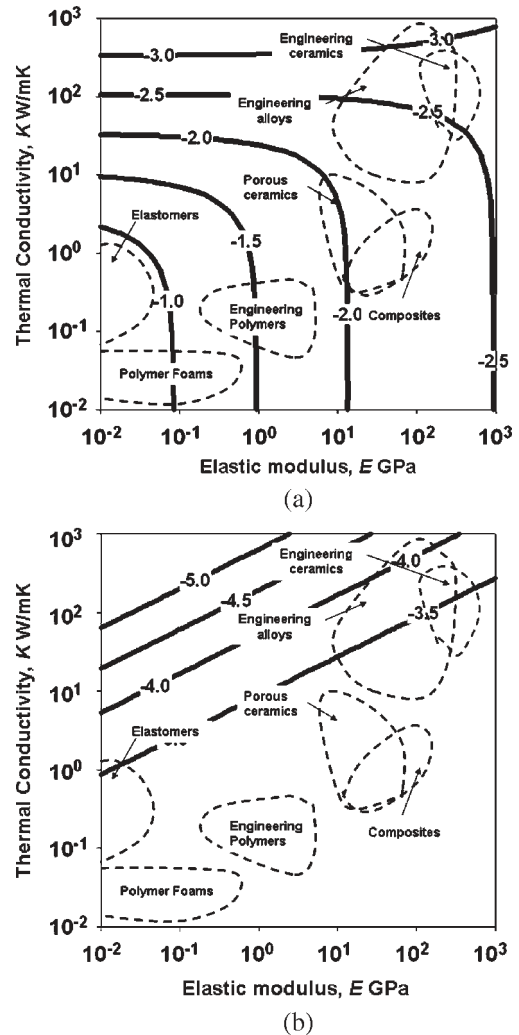 10³
10²
10¹
10⁰
10⁻¹
10⁻²
Thermal Conductivity, K W/mK
-3.0
-3.0
Engineering
ceramics
-2.5
Engineering
alloys
-2.5
-2.0
Porous
ceramics
Elastomers
-1.5
-1.0
Engineering
Polymers
-2.0
Composites
-2.5
Polymer Foams
10⁻² 10⁻¹ 10⁰ 10¹ 10² 10³
Elastic modulus, E GPa
(a)
10³
10²
10¹
10⁰
10⁻¹
10⁻²
Thermal Conductivity, K W/mK
-5.0
Engineering
ceramics
-4.0
-4.5
Engineering
alloys
-3.5
-4.0
Porous
ceramics
Elastomers
Engineering
Polymers
Composites
Polymer Foams
10⁻² 10⁻¹ 10⁰ 10¹ 10² 10³
Elastic modulus, E GPa
(b)